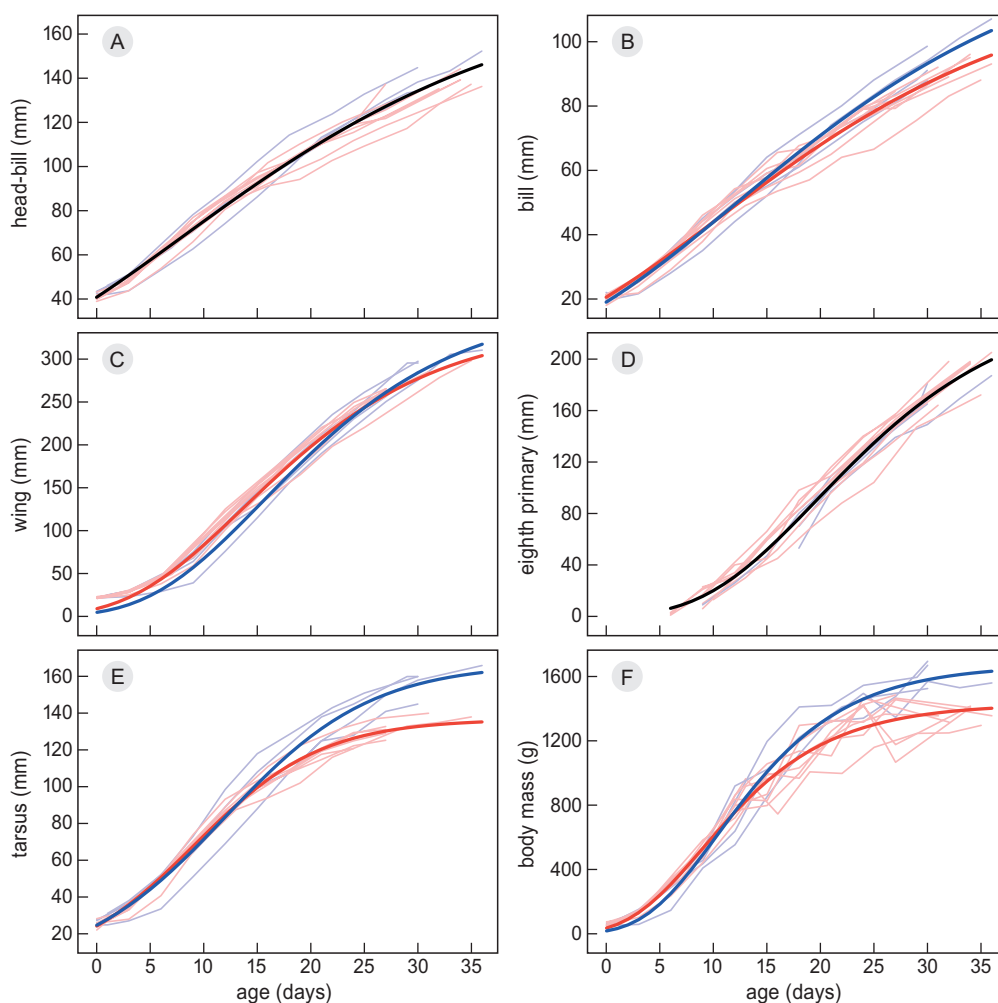 A
head-bill (mm)
160
140
120
100
80
60
40
B
bill (mm)
100
80
60
40
20
C
wing (mm)
300
250
200
150
100
50
0
D
eighth primary (mm)
200
160
120
80
40
0
E
tarsus (mm)
160
140
120
100
80
60
40
20
0 5 10 15 20 25 30 35
age (days)
F
body mass (g)
1600
1200
800
400
0
0 5 10 15 20 25 30 35
age (days)